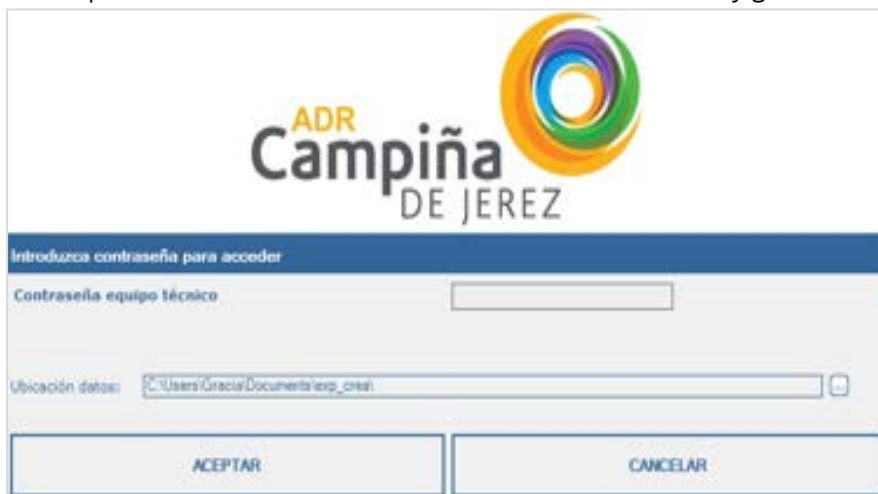 ADR
Campiña
DE JEREZ
Introduzca contraseña para acceder
Contraseña equipo técnico
Ubicación datos: C:\Users\Gracia\Documents\exp_crea\ ...
ACEPTAR CANCELAR